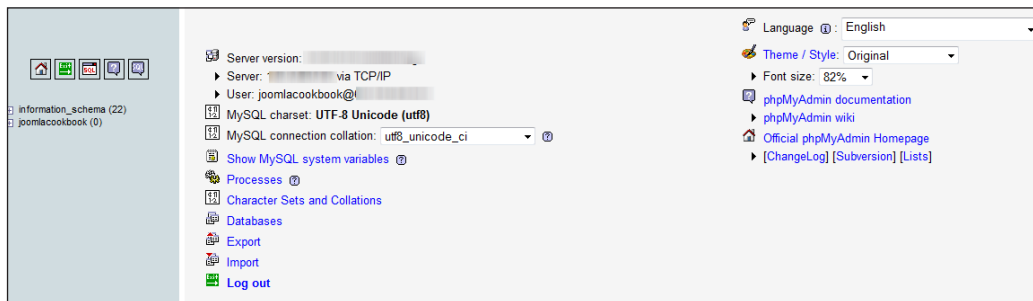 SQL
information_schema (22)
joomlacookbook (0)
Server version:
Server: via TCP/IP
User: joomlacookbook@
MySQL charset: UTF-8 Unicode (utf8)
MySQL connection collation: utf8_unicode_ci
Show MySQL system variables
Processes
Character Sets and Collations
Databases
Export
Import
Log out
Language : English
Theme / Style: Original
Font size: 82%
phpMyAdmin documentation
phpMyAdmin wiki
Official phpMyAdmin Homepage
[ChangeLog] [Subversion] [Lists]